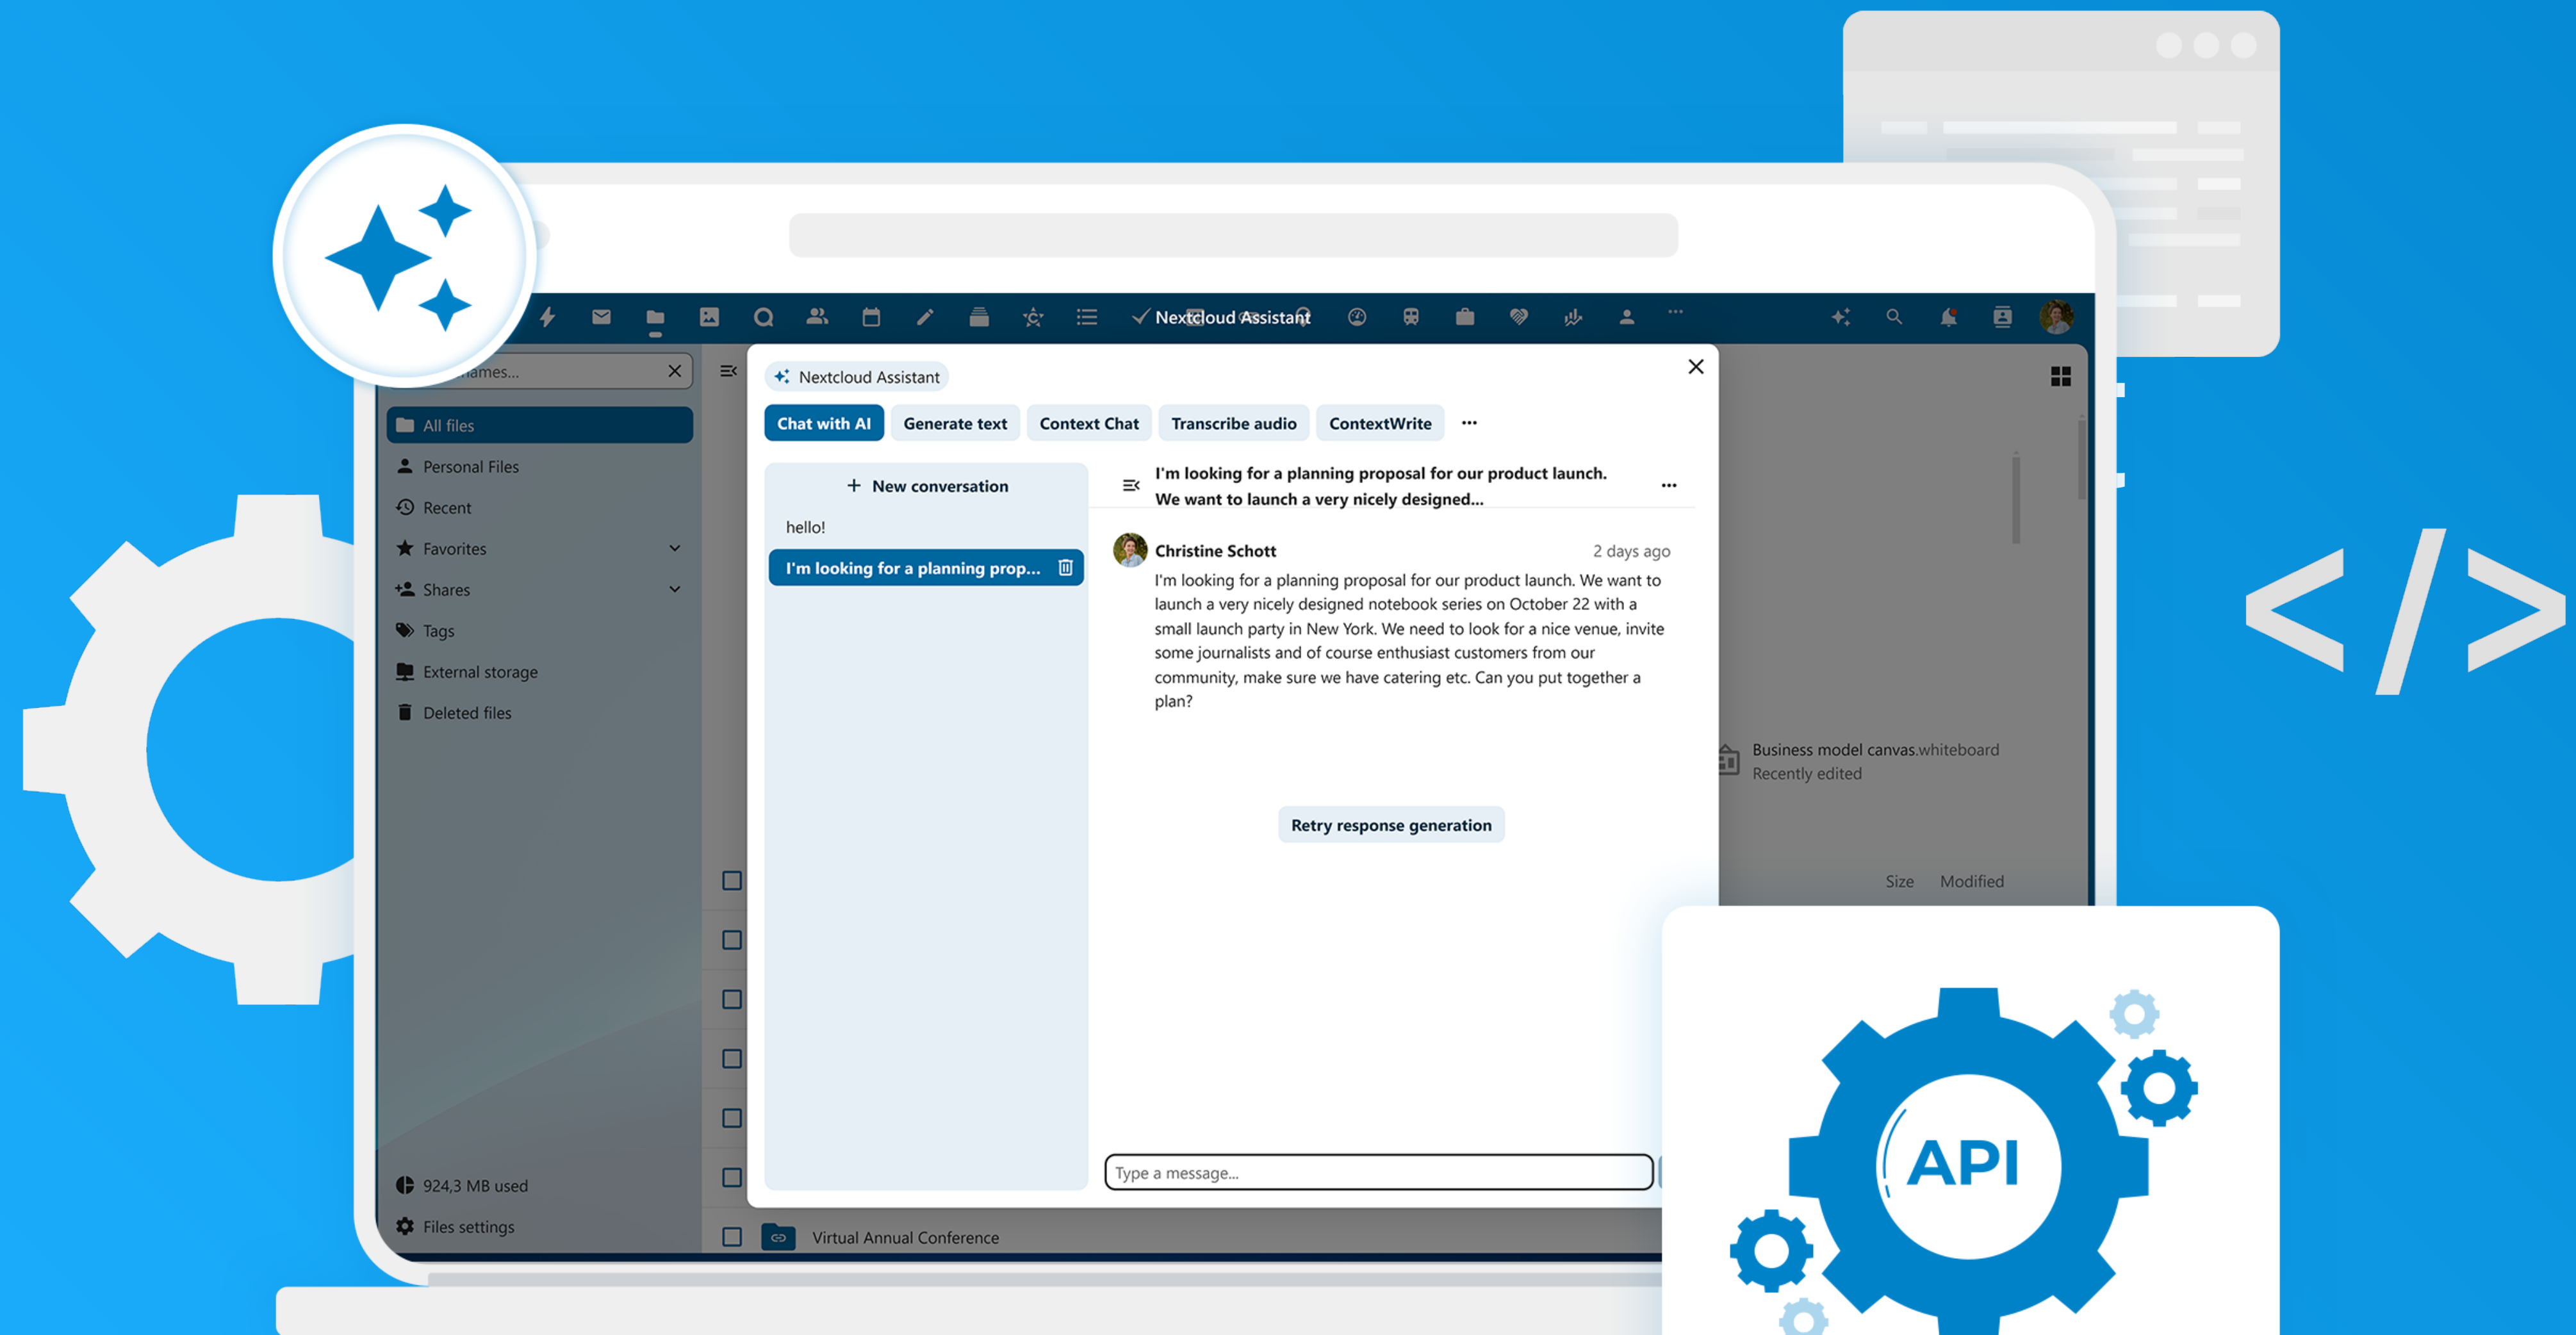 Nextcloud Assistant
names...
All files
Personal Files
Recent
Favorites
Shares
Tags
External storage
Deleted files
924,3 MB used
Files settings
Nextcloud Assistant
Chat with AI
Generate text
Context Chat
Transcribe audio
ContextWrite
New conversation
hello!
I'm looking for a planning prop...
I'm looking for a planning proposal for our product launch.
We want to launch a very nicely designed...
Christine Schott
2 days ago
I'm looking for a planning proposal for our product launch. We want to
launch a very nicely designed notebook series on October 22 with a
small launch party in New York. We need to look for a nice venue, invite
some journalists and of course enthusiast customers from our
community, make sure we have catering etc. Can you put together a
plan?
Retry response generation
Type a message...
Business model canvas.whiteboard
Recently edited
Size
Modified
Virtual Annual Conference
</>
API